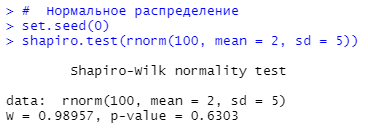 > #  Нормальное распределение
> set.seed(0)
> shapiro.test(rnorm(100, mean = 2, sd = 5))
Shapiro-Wilk normality test
data:  rnorm(100, mean = 2, sd = 5)
W = 0.98957, p-value = 0.6303